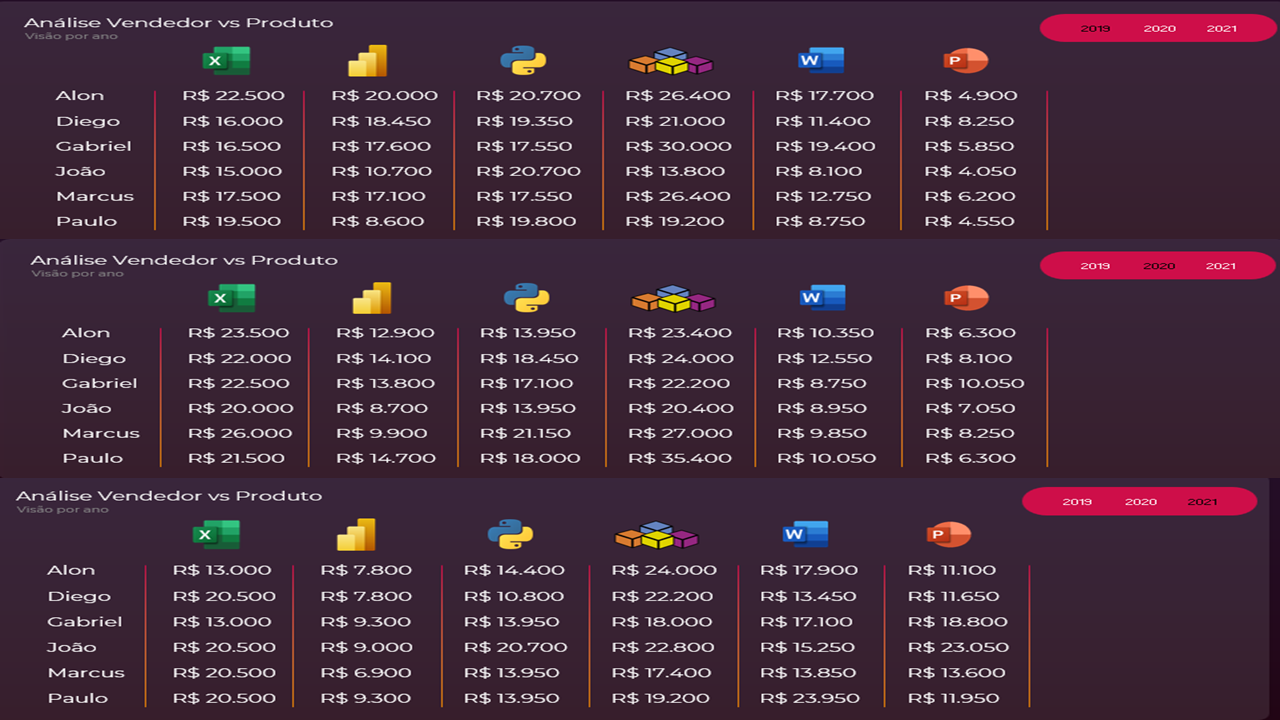 Análise Vendedor vs Produto
Visão por ano
2019 2020 2021
X W P
Alon R$ 22.500 R$ 20.000 R$ 20.700 R$ 26.400 R$ 17.700 R$ 4.900
Diego R$ 16.000 R$ 18.450 R$ 19.350 R$ 21.000 R$ 11.400 R$ 8.250
Gabriel R$ 16.500 R$ 17.600 R$ 17.550 R$ 30.000 R$ 19.400 R$ 5.850
João R$ 15.000 R$ 10.700 R$ 20.700 R$ 13.800 R$ 8.100 R$ 4.050
Marcus R$ 17.500 R$ 17.100 R$ 17.550 R$ 26.400 R$ 12.750 R$ 6.200
Paulo R$ 19.500 R$ 8.600 R$ 19.800 R$ 19.200 R$ 8.750 R$ 4.550
Análise Vendedor vs Produto
Visão por ano
2019 2020 2021
X W P
Alon R$ 23.500 R$ 12.900 R$ 13.950 R$ 23.400 R$ 10.350 R$ 6.300
Diego R$ 22.000 R$ 14.100 R$ 18.450 R$ 24.000 R$ 12.550 R$ 8.100
Gabriel R$ 22.500 R$ 13.800 R$ 17.100 R$ 22.200 R$ 8.750 R$ 10.050
João R$ 20.000 R$ 8.700 R$ 13.950 R$ 20.400 R$ 8.950 R$ 7.050
Marcus R$ 26.000 R$ 9.900 R$ 21.150 R$ 27.000 R$ 9.850 R$ 8.250
Paulo R$ 21.500 R$ 14.700 R$ 18.000 R$ 35.400 R$ 10.050 R$ 6.300
Análise Vendedor vs Produto
Visão por ano
2019 2020 2021
X W P
Alon R$ 13.000 R$ 7.800 R$ 14.400 R$ 24.000 R$ 17.900 R$ 11.100
Diego R$ 20.500 R$ 7.800 R$ 10.800 R$ 22.200 R$ 13.450 R$ 11.650
Gabriel R$ 13.000 R$ 9.300 R$ 13.950 R$ 18.000 R$ 17.100 R$ 18.800
João R$ 20.500 R$ 9.000 R$ 20.700 R$ 22.800 R$ 15.250 R$ 23.050
Marcus R$ 20.500 R$ 6.900 R$ 13.950 R$ 17.400 R$ 13.850 R$ 13.600
Paulo R$ 20.500 R$ 9.300 R$ 13.950 R$ 19.200 R$ 23.950 R$ 11.950